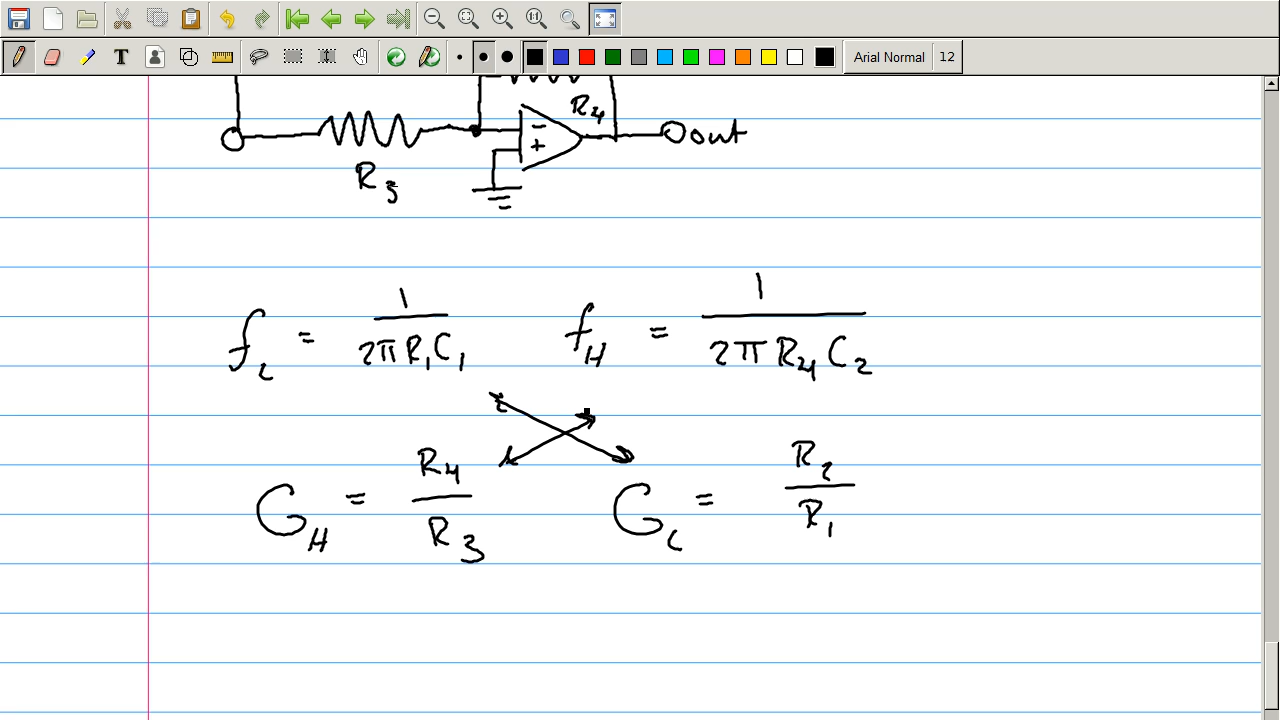 Arial Normal 12
R4
- + out
R3
fL = 1/2πR1C1 fH = 1/2πR4C2
GH = R4/R3 GL = R2/R1